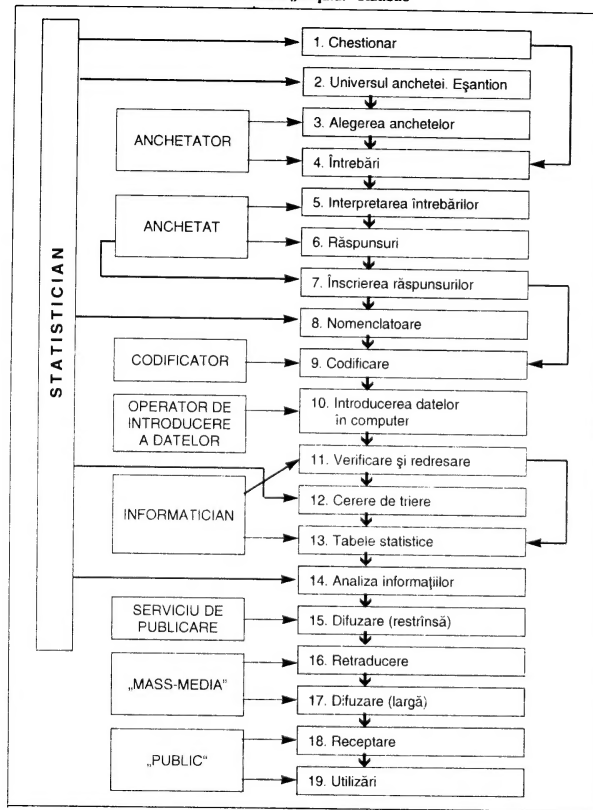 STATISTICIAN
1. Chestionar
2. Universul anchetei. Eşantion
ANCHETATOR
3. Alegerea anchetelor
4. Întrebări
ANCHETAT
5. Interpretarea întrebărilor
6. Răspunsuri
7. Înscrierea răspunsurilor
8. Nomenclatoare
CODIFICATOR
9. Codificare
OPERATOR DE
INTRODUCERE
A DATELOR
10. Introducerea datelor
in computer
11. Verificare şi redresare
INFORMATICIAN
12. Cerere de triere
13. Tabele statistice
14. Analiza informaţiilor
SERVICIU DE
PUBLICARE
15. Difuzare (restrînsă)
„MASS-MEDIA"
16. Retraducere
17. Difuzare (largă)
„PUBLIC"
18. Receptare
19. Utilizări